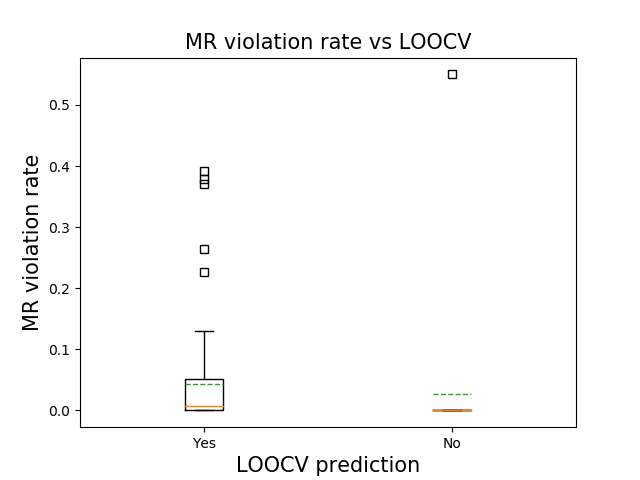 MR violation rate vs LOOCV
MR violation rate
0.5
0.4
0.3
0.2
0.1
0.0
Yes
No
LOOCV prediction